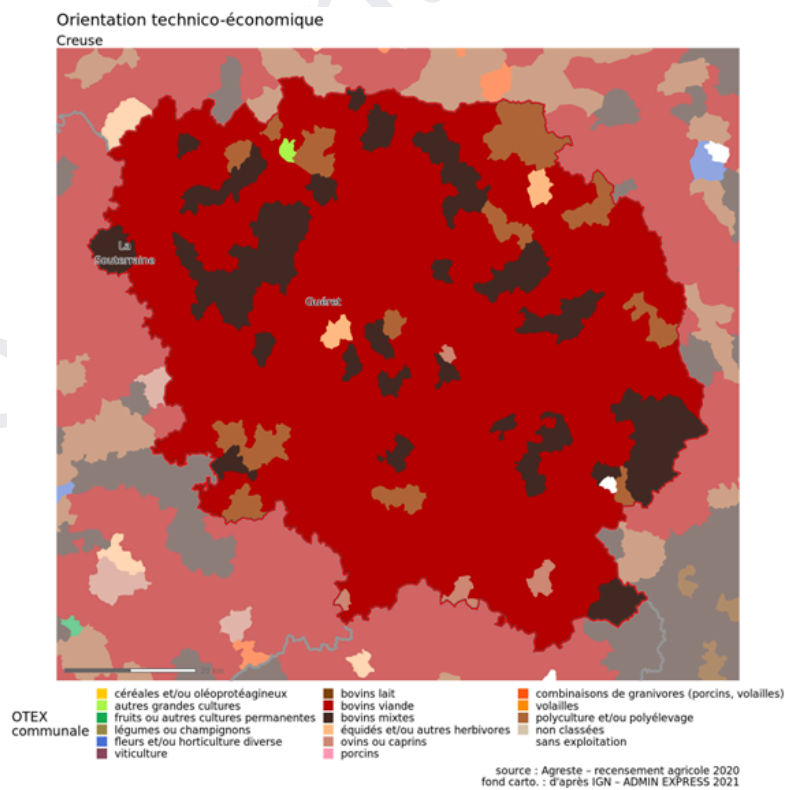 Orientation technico-économique
Creuse
La
Souterraine
Guéret
OTEX
communale
céréales et/ou oléoprotéagineux
autres grandes cultures
fruits ou autres cultures permanentes
légumes ou champignons
fleurs et/ou horticulture diverse
viticulture
bovins lait
bovins viande
bovins mixtes
équidés et/ou autres herbivores
ovins ou caprins
porcins
combinaisons de granivores (porcins, volailles)
volailles
polyculture et/ou polyélevage
non classées
sans exploitation
source : Agreste – recensement agricole 2020
fond carto. : d'après IGN – ADMIN EXPRESS 2021